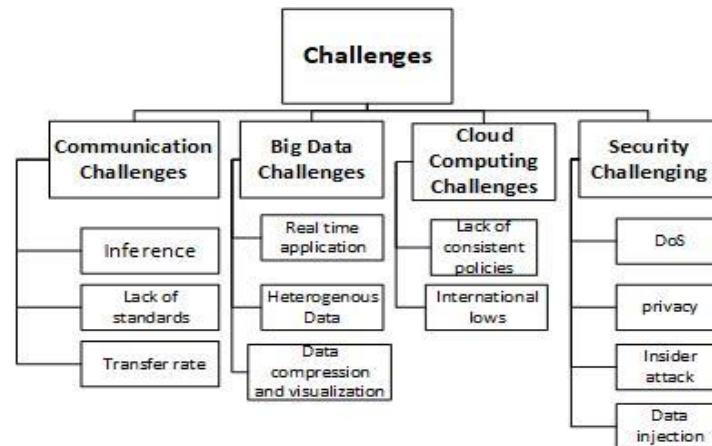 Challenges
Communication
Challenges
Inference
Lack of
standards
Transfer rate
Big Data
Challenges
Real time
application
Heterogenous
Data
Data
compression
and visualization
Cloud
Computing
Challenges
Lack of
consistent
policies
International
lows
Security
Challenging
DoS
privacy
Insider
attack
Data
injection